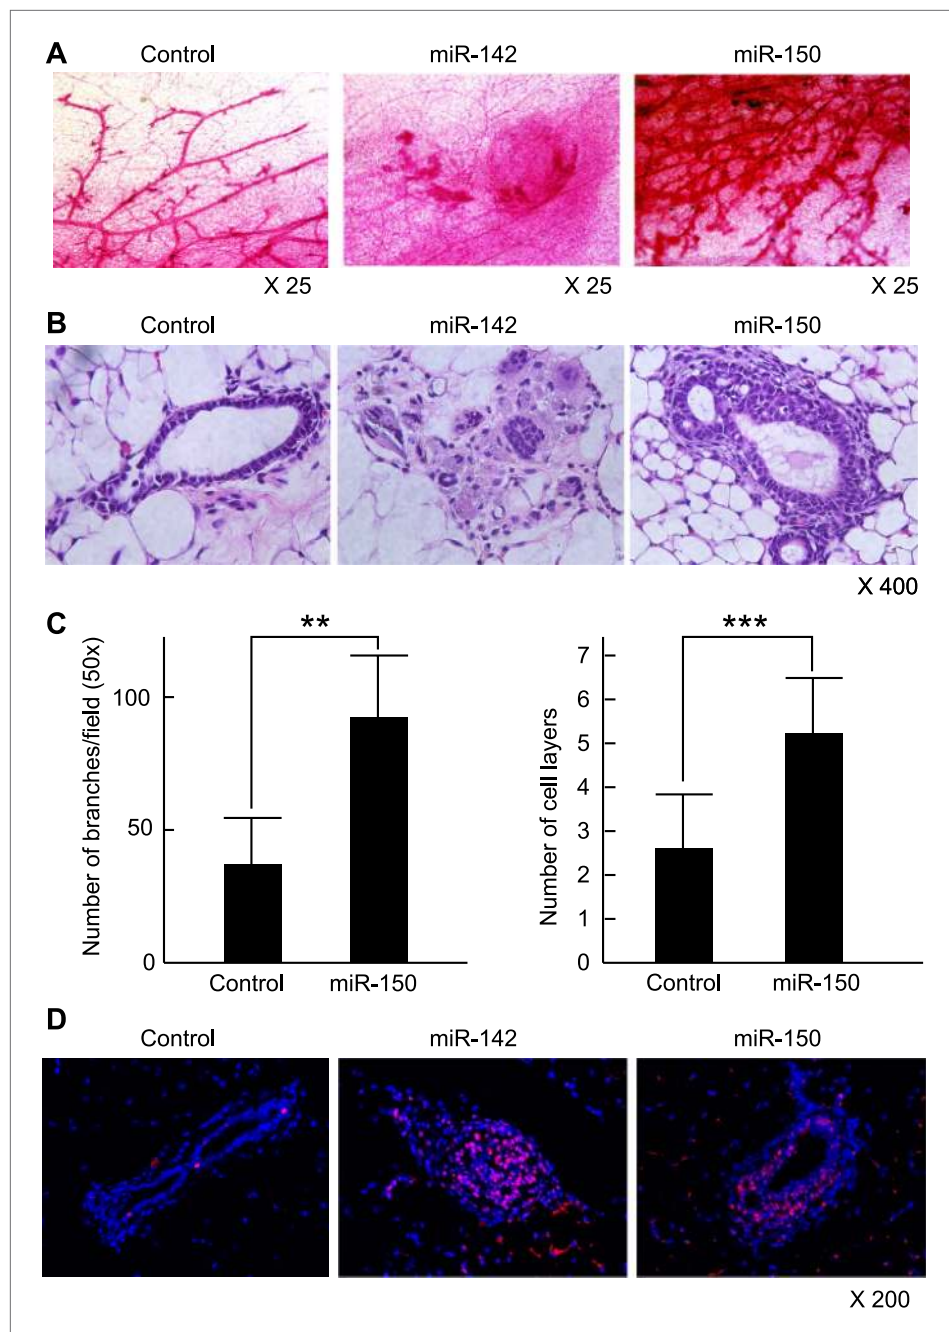 A
Control miR-142 miR-150
X 25 X 25 X 25
B
Control miR-142 miR-150
X 400
C
Number of branches/field (50x)
100
50
0
**
Control miR-150
Number of cell layers
7
6
5
4
3
2
1
0
***
Control miR-150
D
Control miR-142 miR-150
X 200